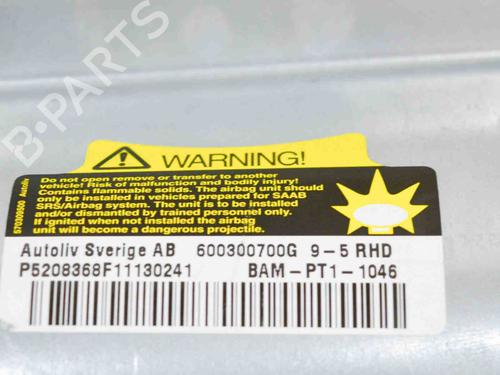 B-PARTS
WARNING!
570309500 Autoliv
Do not open remove or transfer to another
vehicle! Risk of malfunction and bodily injury!
Contains flammable solids. The airbag unit should
only be installed in vehicles prepared for SAAB
SRS/Airbag system. The unit is to be installed
and/or dismantled by trained personnel only.
If ignited when not installed the airbag
unit will become a dangerous projectile.
Autoliv Sverige AB 600300700G 9-5 RHD
P5208368F11130241 BAM-PT1-1046